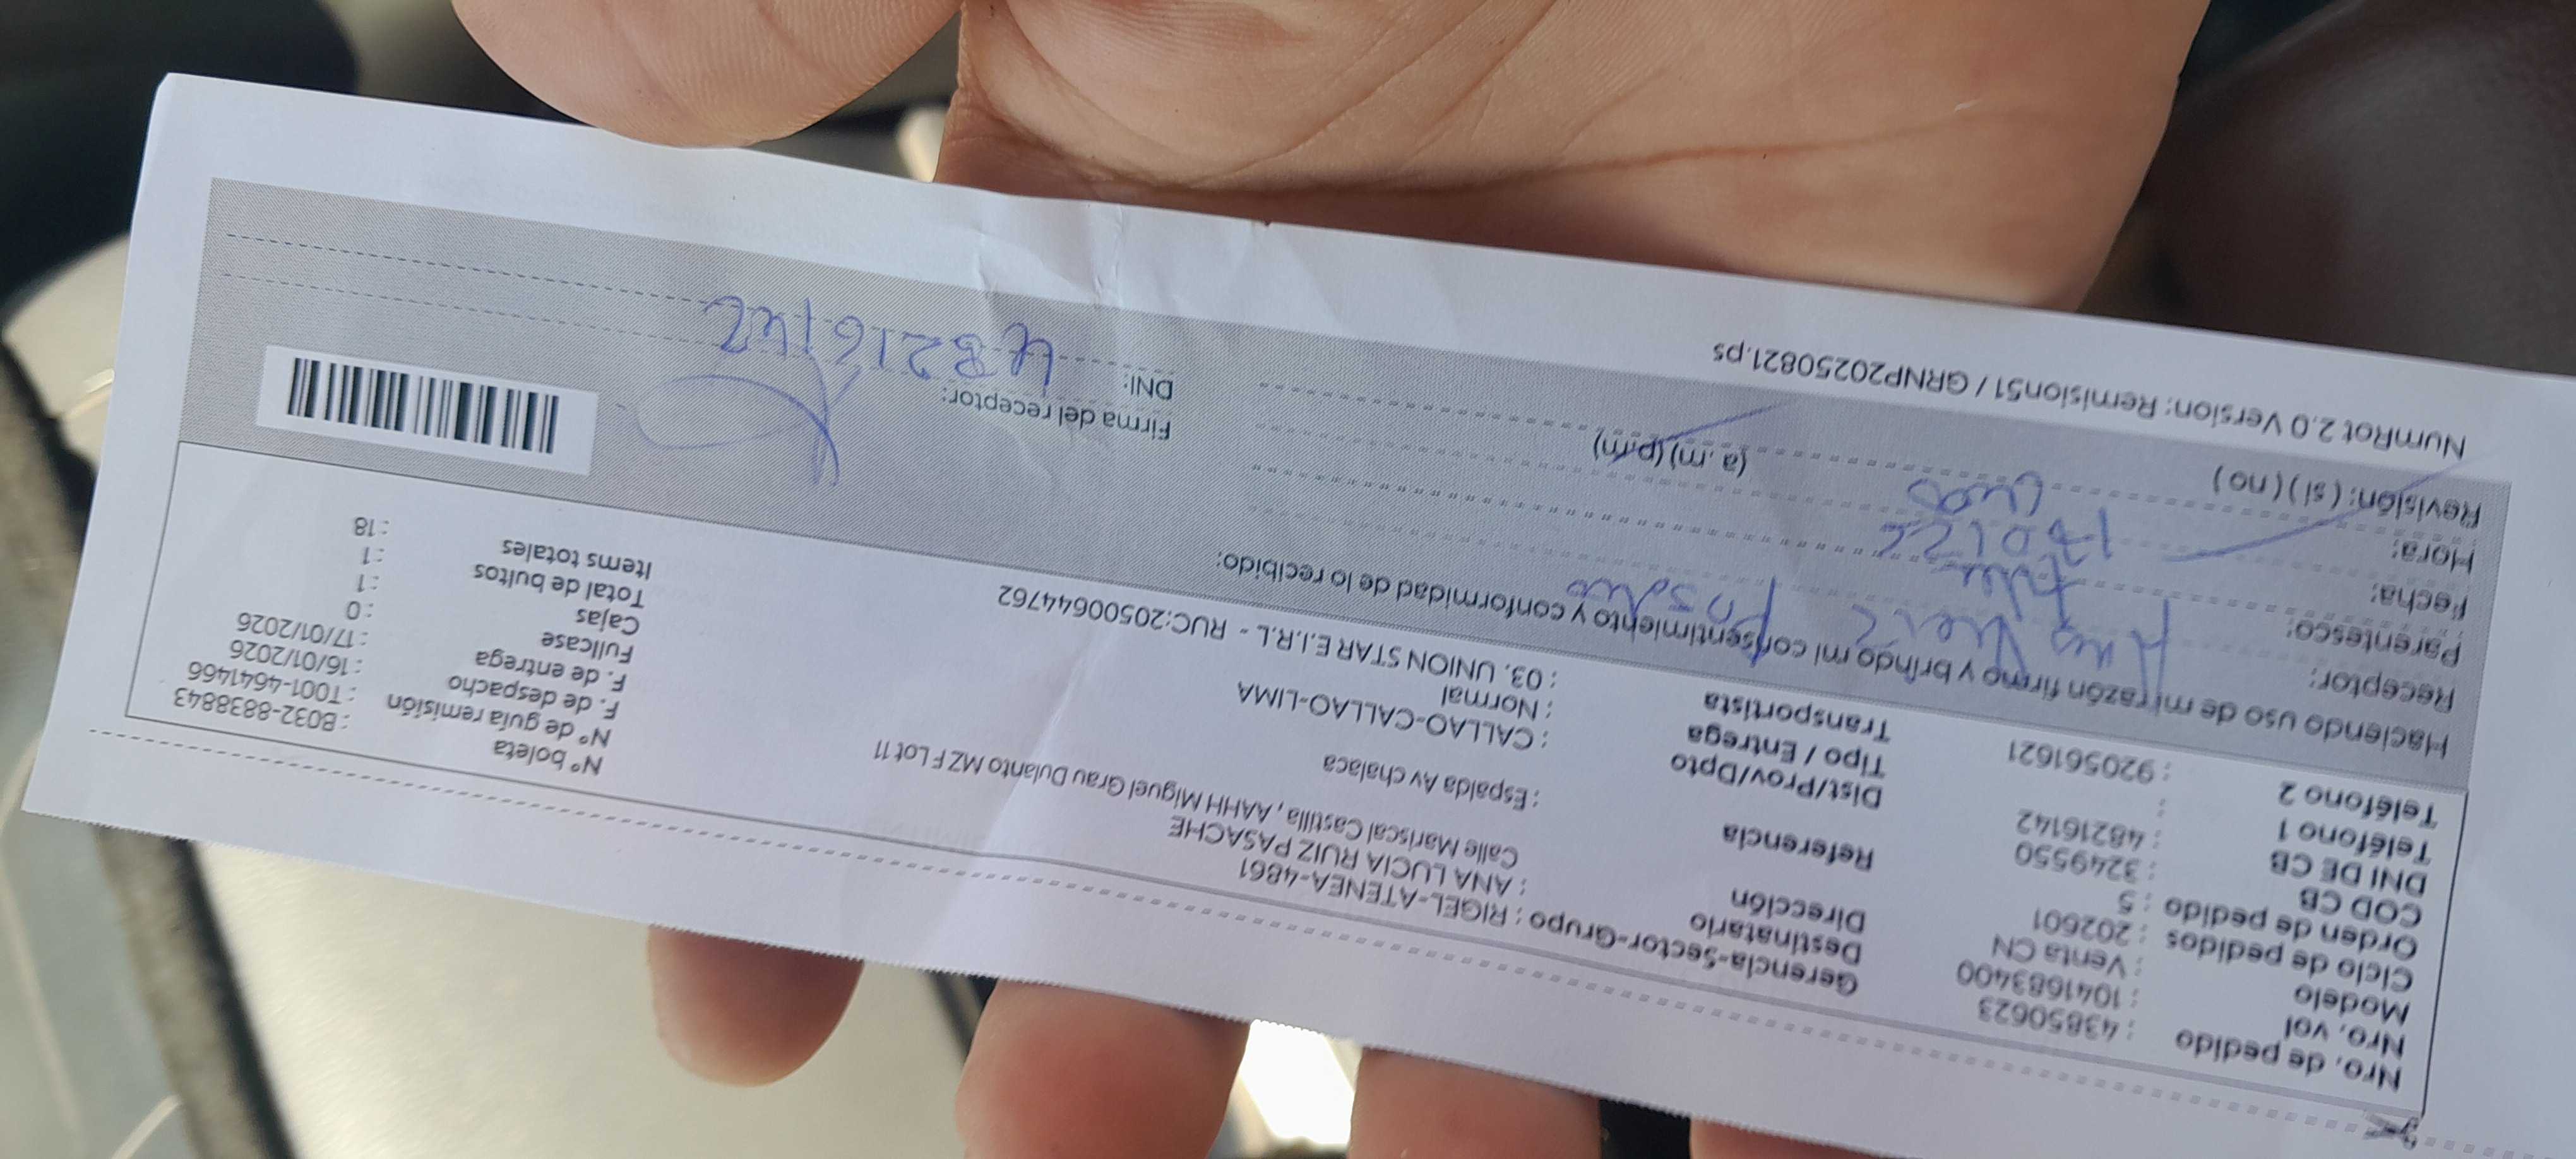 Nro. de pedido : 43850623
Nro. vol : 1041683400
Modelo : Venta CN
Ciclo de pedidos : 202601
Orden de pedido : 5
COD CB : 3249550
DNI DE CB : 48216142
Teléfono 1 :
Teléfono 2 : 920561621
Gerencia-Sector-Grupo : RIGEL-ATENEA-4861
Destinatario : ANA LUCIA RUIZ PASACHE
Dirección Calle Mariscal Castilla , AAHH Miguel Grau Dulanto MZ F Lot 11
Referencia : Espalda Av chalaca
Dist/Prov/Dpto : CALLAO-CALLAO-LIMA
Tipo / Entrega : Normal
Transportista : 03. UNION STAR E.I.R.L - RUC:20500644762
Nº boleta : B032-8838843
Nº de guía remisión : T001-4641466
F. de despacho : 16/01/2026
F. de entrega : 17/01/2026
Fullcase : 0
Cajas : 1
Total de bultos : 1
Items totales : 18
Haciendo uso de mi razón firmo y brindo mi consentimiento y conformidad de lo recibido:
Receptor: Ana
Parentesco:
Fecha:
Hora: (a .m) (p.m)
Revisión: ( si ) ( no )
Firma del receptor:
DNI: 48216142
NumRot 2.0 Version: Remision51 / GRNP20250821.ps